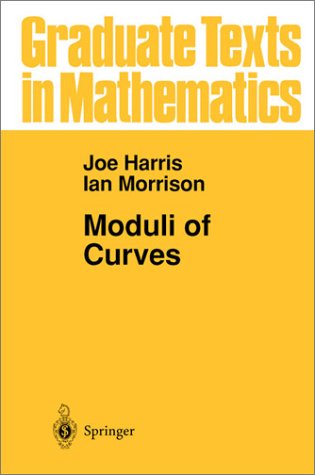 Graduate Texts
in Mathematics
Joe Harris
Ian Morrison
Moduli of
Curves
Springer